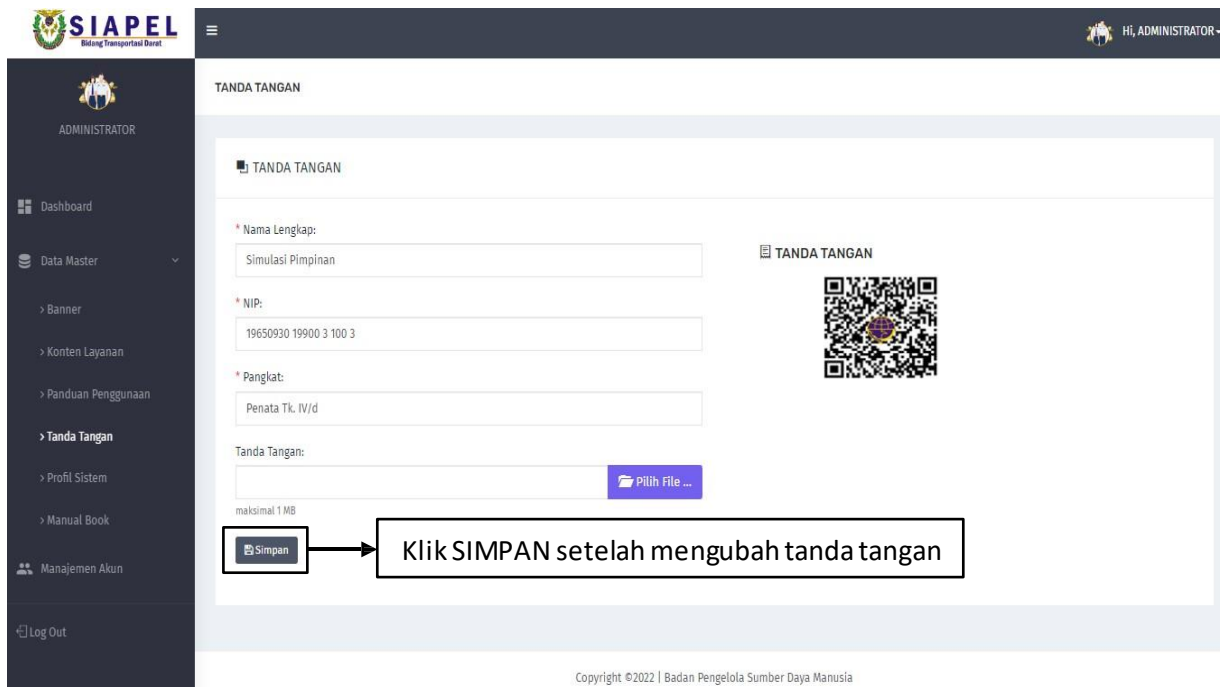 SIAPEL
Bidang Transportasi Darat
Hi, ADMINISTRATOR
ADMINISTRATOR
Dashboard
Data Master
> Banner
> Konten Layanan
> Panduan Penggunaan
> Tanda Tangan
> Profil Sistem
> Manual Book
Manajemen Akun
Log Out
TANDA TANGAN
TANDA TANGAN
* Nama Lengkap:
Simulasi Pimpinan
* NIP:
19650930 19900 3 100 3
* Pangkat:
Penata Tk. IV/d
Tanda Tangan:
Pilih File ...
maksimal 1 MB
Simpan
Klik SIMPAN setelah mengubah tanda tangan
TANDA TANGAN
Copyright ©2022 | Badan Pengelola Sumber Daya Manusia